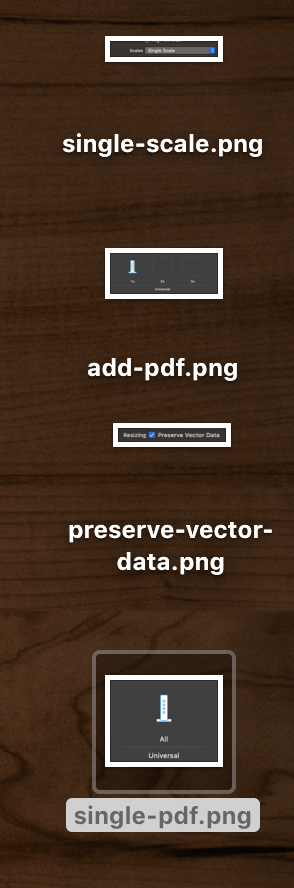 Scales Single Scale
single-scale.png
1x 2x 3x
Universal
add-pdf.png
Resizing Preserve Vector Data
preserve-vector-
data.png
All
Universal
single-pdf.png